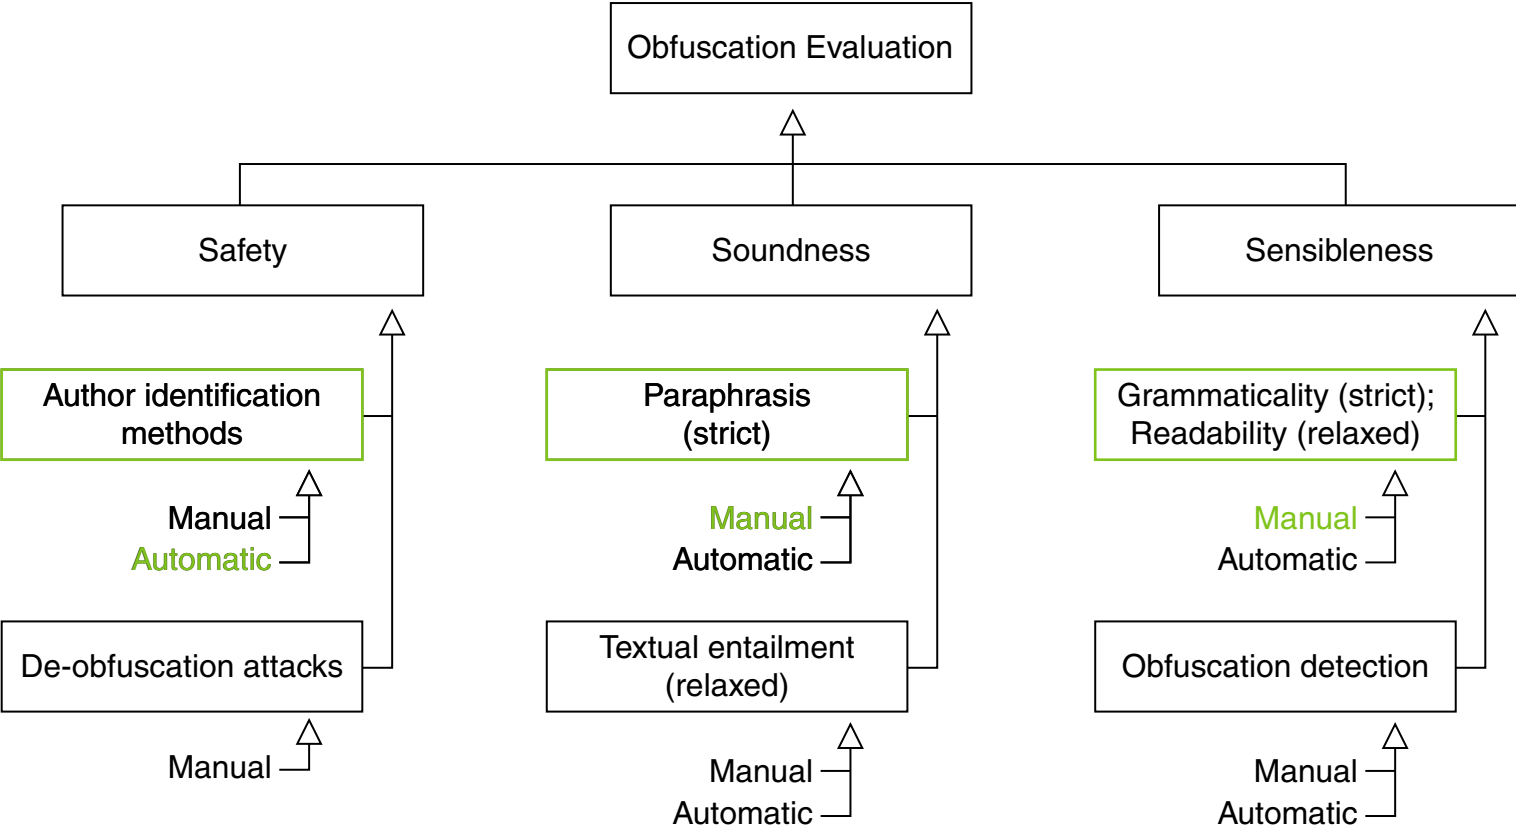 Obfuscation Evaluation
Safety
Soundness
Sensibleness
Author identification
methods
Paraphrasis
(strict)
Grammaticality (strict);
Readability (relaxed)
Manual
Automatic
Manual
Automatic
Manual
Automatic
De-obfuscation attacks
Textual entailment
(relaxed)
Obfuscation detection
Manual
Manual
Automatic
Manual
Automatic